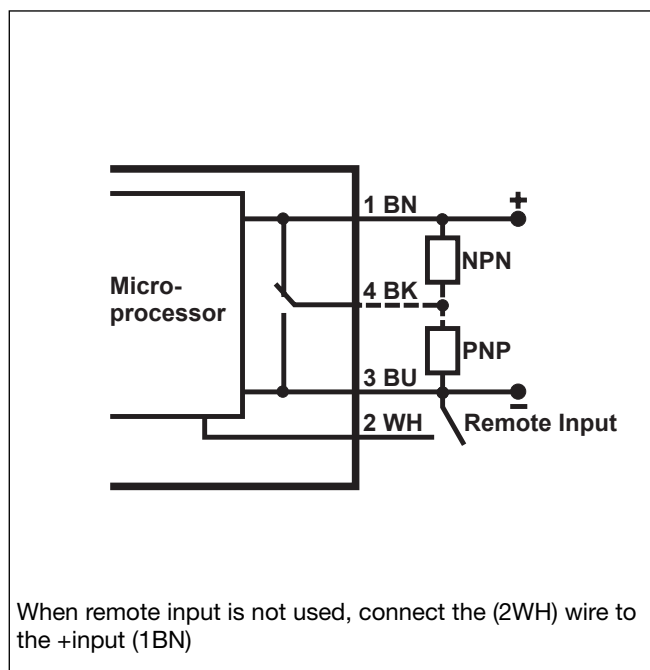 1 BN
+
NPN
Micro-
processor
4 BK
PNP
3 BU
–
2 WH
Remote Input
When remote input is not used, connect the (2WH) wire to
the +input (1BN)